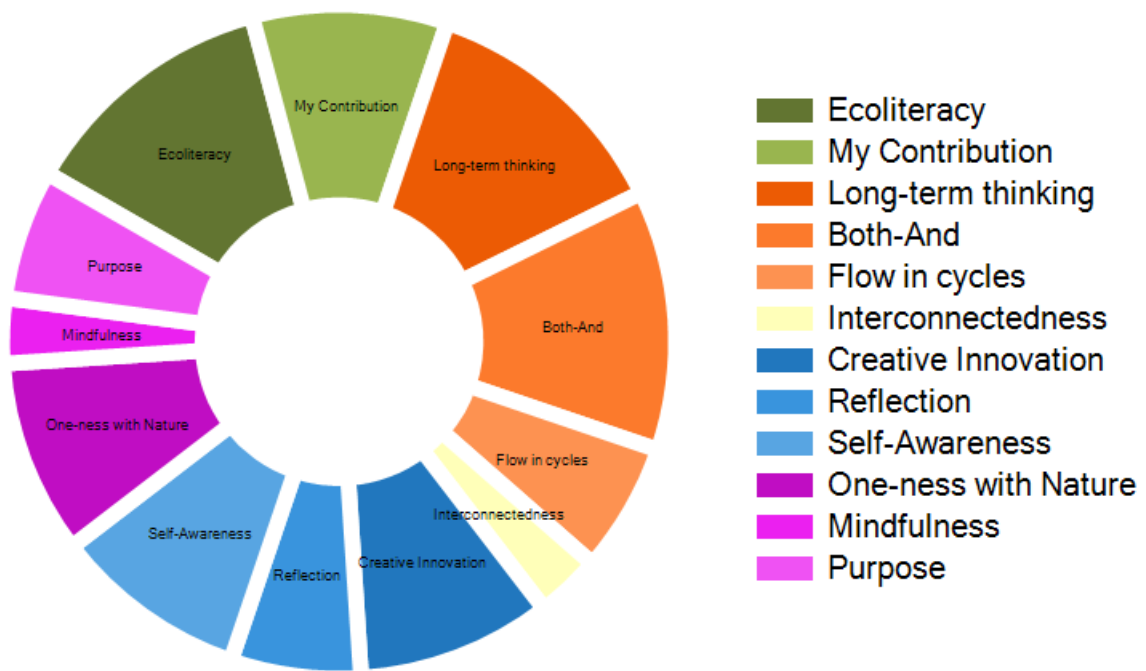 My Contribution
Ecoliteracy
Long-term thinking
Purpose
Both-And
Mindfulness
One-ness with Nature
Flow in cycles
Interconnectedness
Self-Awareness
Creative Innovation
Reflection
Ecoliteracy
My Contribution
Long-term thinking
Both-And
Flow in cycles
Interconnectedness
Creative Innovation
Reflection
Self-Awareness
One-ness with Nature
Mindfulness
Purpose